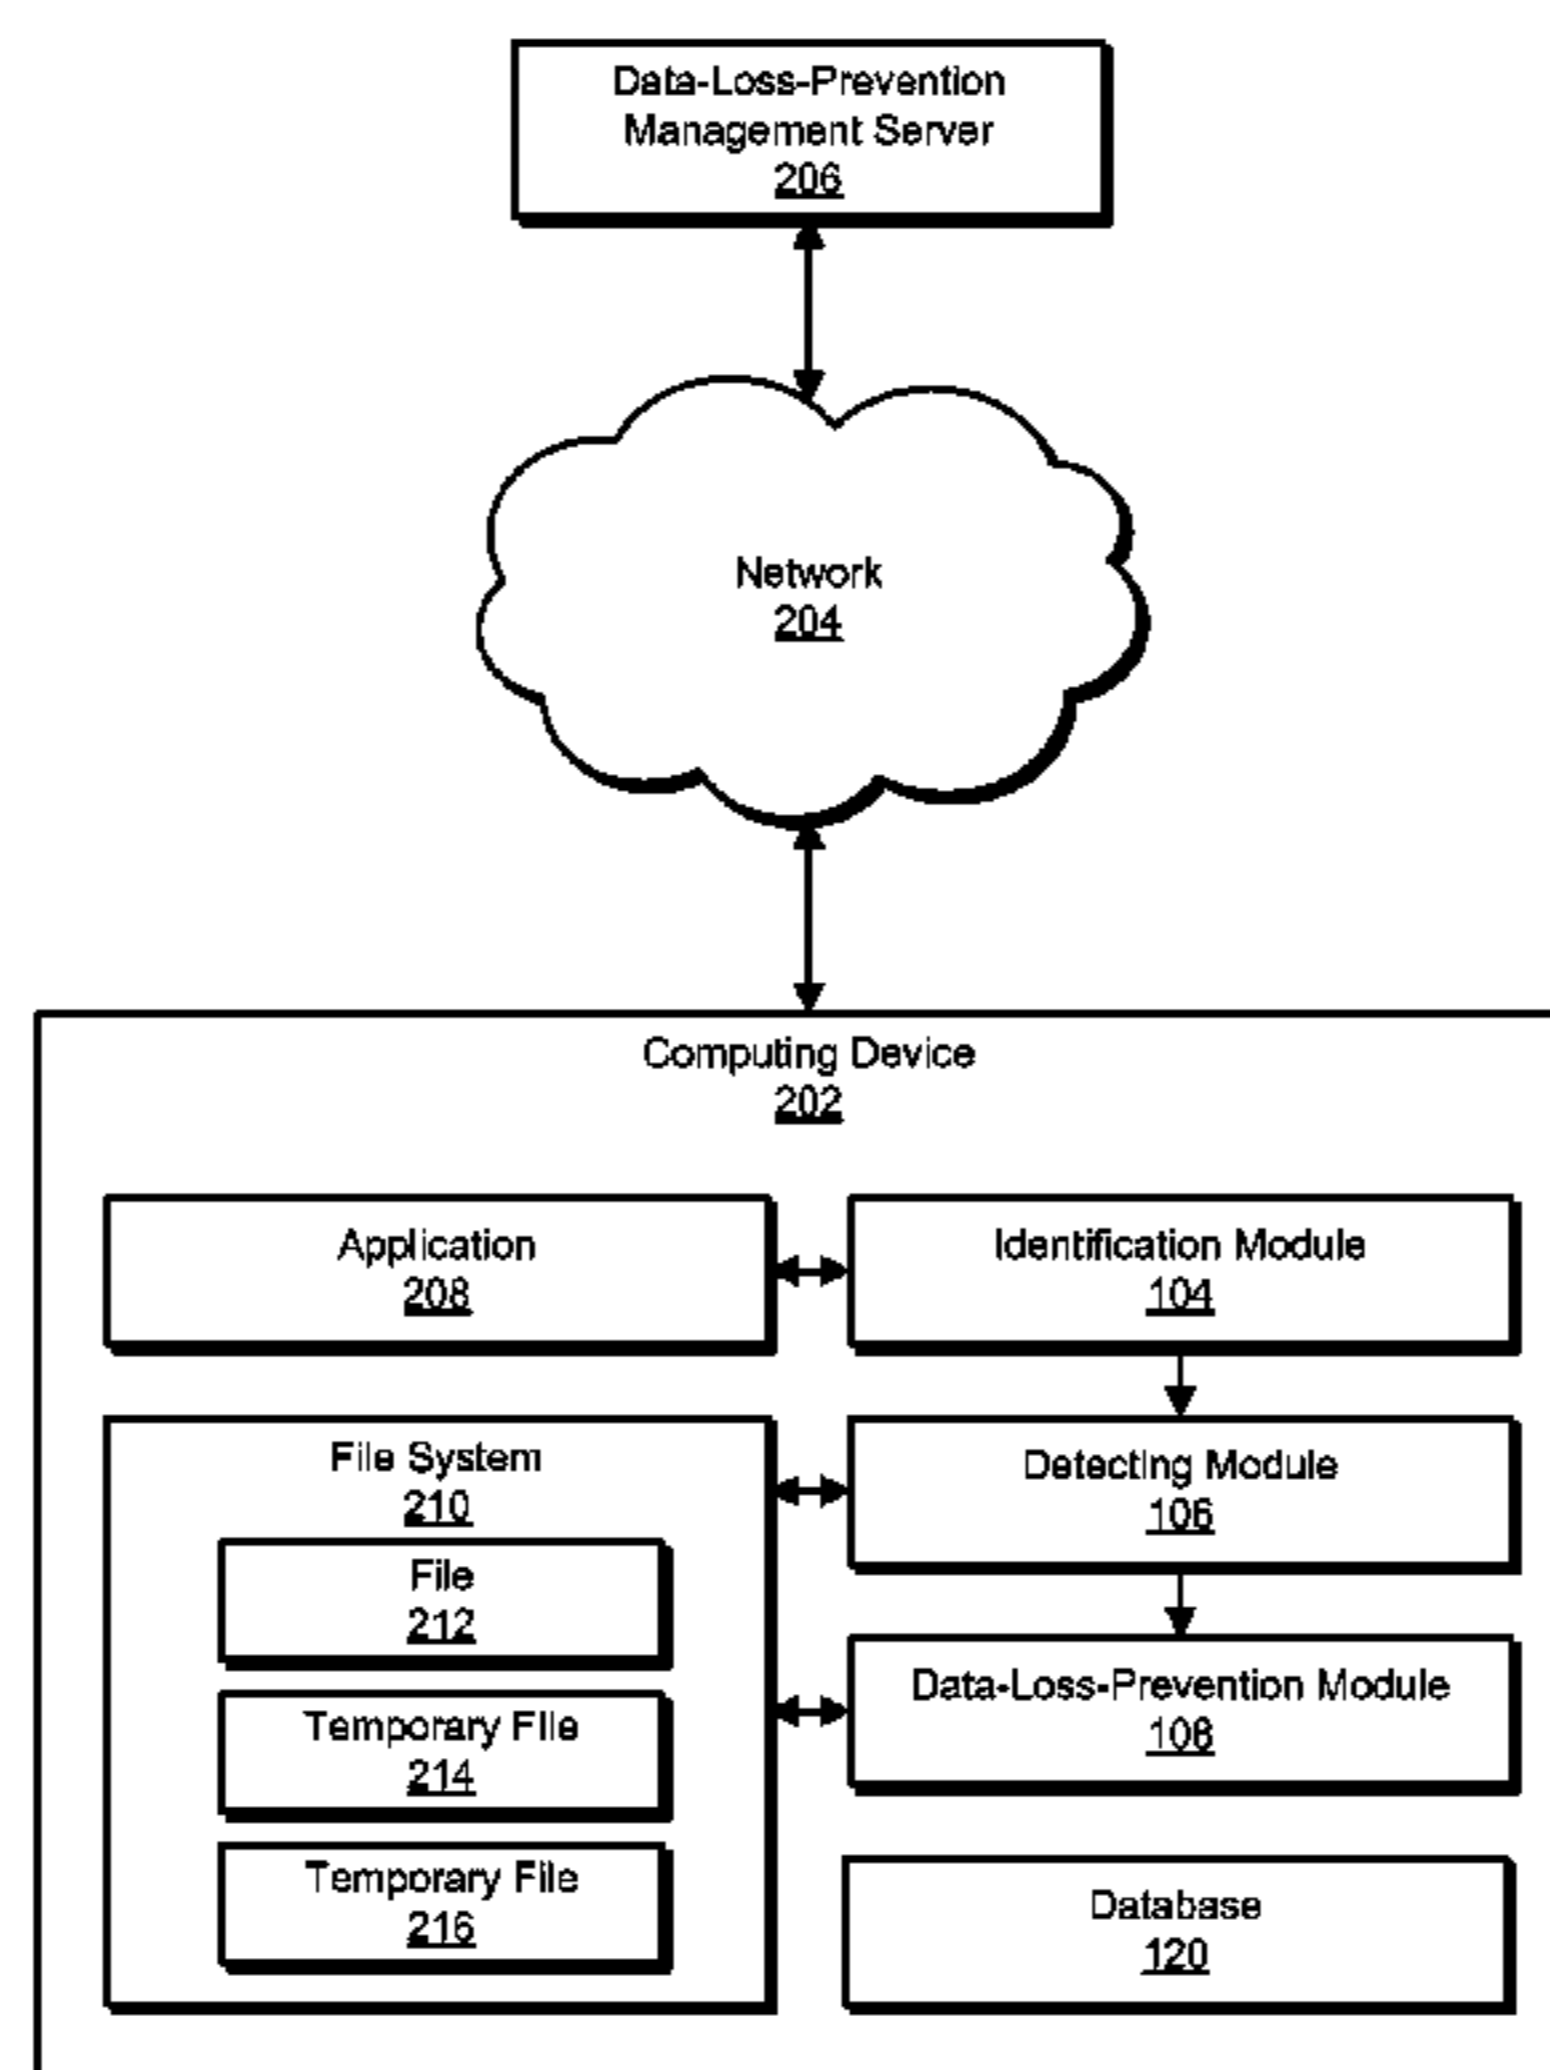 Data-Loss-Prevention
Management Server
206
Network
204
Computing Device
202
Application
208
Identification Module
104
File System
210
Detecting Module
106
File
212
Data-Loss-Prevention Module
108
Temporary File
214
Temporary File
216
Database
120